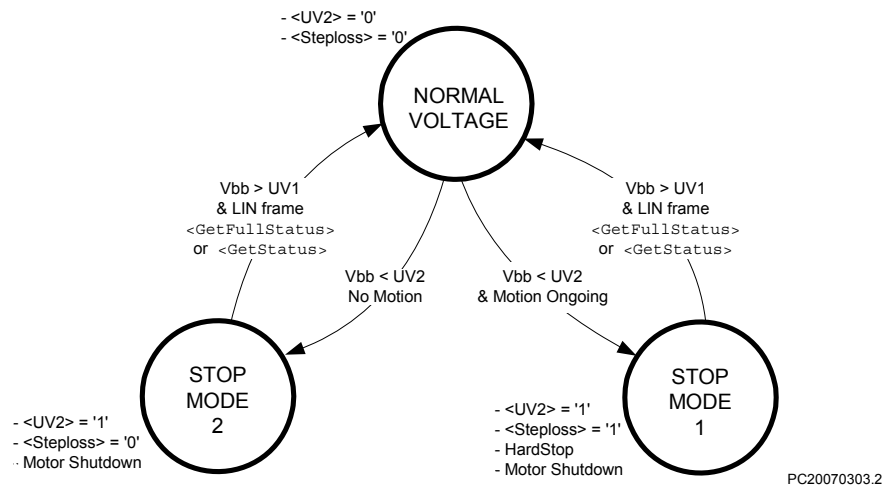 - <UV2> = '0'
- <Steploss> = '0'
NORMAL
VOLTAGE
Vbb > UV1
& LIN frame
<GetFullStatus>
or <GetStatus>
Vbb > UV1
& LIN frame
<GetFullStatus>
or <GetStatus>
Vbb < UV2
No Motion
Vbb < UV2
& Motion Ongoing
STOP
MODE
2
STOP
MODE
1
- <UV2> = '1'
- <Steploss> = '0'
- Motor Shutdown
- <UV2> = '1'
- <Steploss> = '1'
- HardStop
- Motor Shutdown
PC20070303.2